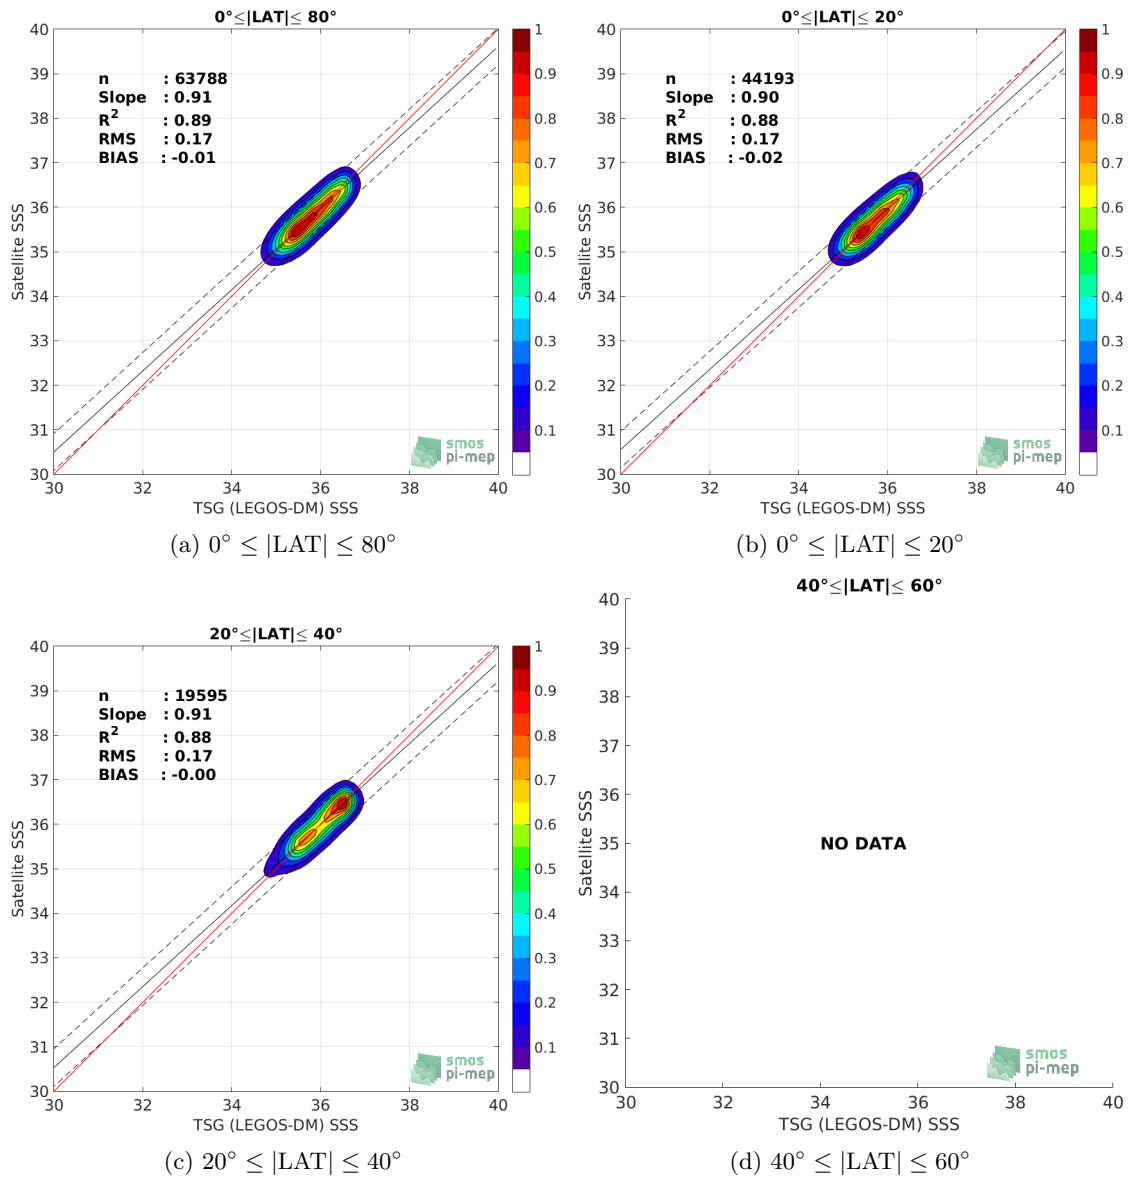 0°≤|LAT|≤ 80°
40
39
38
37
36
35
34
33
32
31
30
Satellite SSS
n : 63788
Slope : 0.91
R2 : 0.89
RMS : 0.17
BIAS : -0.01
smos
pi-mep
30 32 34 36 38 40
TSG (LEGOS-DM) SSS
1
0.9
0.8
0.7
0.6
0.5
0.4
0.3
0.2
0.1
(a) 0° ≤ |LAT| ≤ 80°
0°≤|LAT|≤ 20°
40
39
38
37
36
35
34
33
32
31
30
Satellite SSS
n : 44193
Slope : 0.90
R2 : 0.88
RMS : 0.17
BIAS : -0.02
smos
pi-mep
30 32 34 36 38 40
TSG (LEGOS-DM) SSS
1
0.9
0.8
0.7
0.6
0.5
0.4
0.3
0.2
0.1
(b) 0° ≤ |LAT| ≤ 20°
20°≤|LAT|≤ 40°
40
39
38
37
36
35
34
33
32
31
30
Satellite SSS
n : 19595
Slope : 0.91
R2 : 0.88
RMS : 0.17
BIAS : -0.00
smos
pi-mep
30 32 34 36 38 40
TSG (LEGOS-DM) SSS
1
0.9
0.8
0.7
0.6
0.5
0.4
0.3
0.2
0.1
(c) 20° ≤ |LAT| ≤ 40°
40°≤|LAT|≤ 60°
40
39
38
37
36
35
34
33
32
31
30
Satellite SSS
NO DATA
smos
pi-mep
30 32 34 36 38 40
TSG (LEGOS-DM) SSS
(d) 40° ≤ |LAT| ≤ 60°